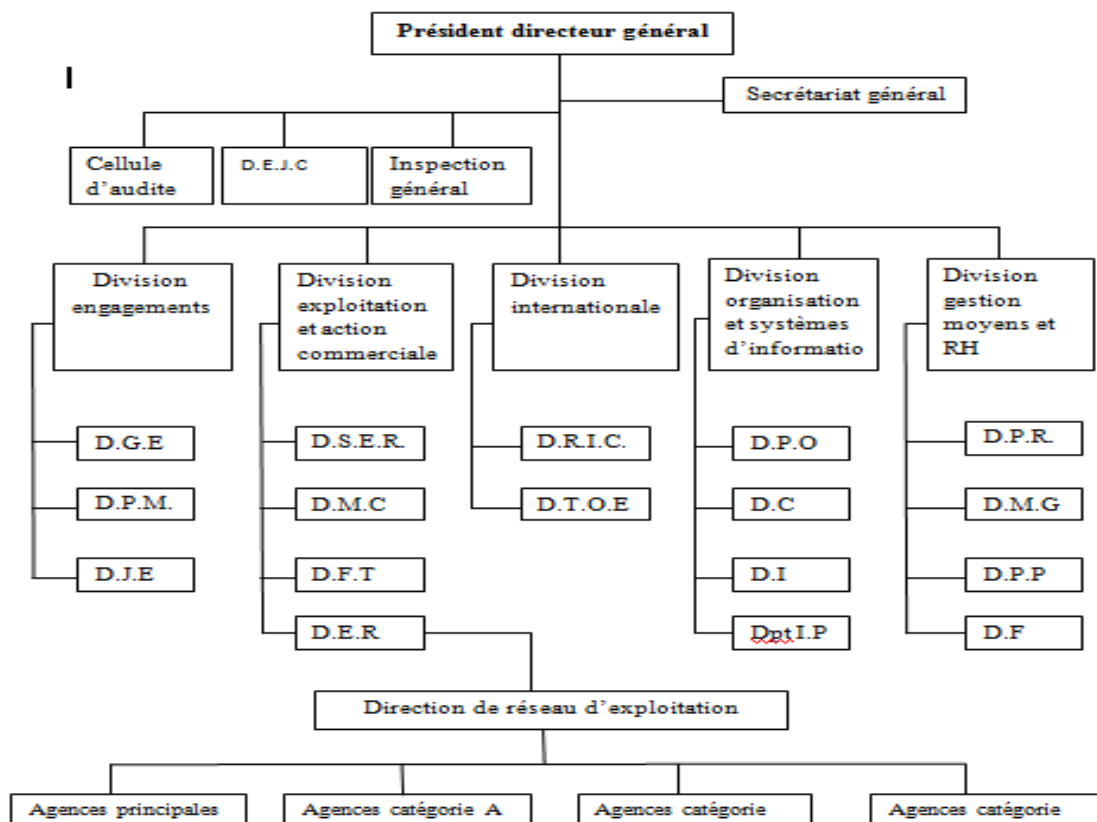 Président directeur général
I
Secrétariat général
Cellule
d'audite
D.E.J.C
Inspection
général
Division
engagements
Division
exploitation
et action
commerciale
Division
internationale
Division
organisation
et systèmes
d'informatio
Division
gestion
moyens et
RH
D.G.E
D.S.E.R.
D.R.I.C.
D.P.O
D.P.R.
D.P.M.
D.M.C
D.T.O.E
D.C
D.M.G
D.J.E
D.F.T
D.I
D.P.P
D.E.R
Dpt I.P
D.F
Direction de réseau d'exploitation
Agences principales
Agences catégorie A
Agences catégorie
Agences catégorie